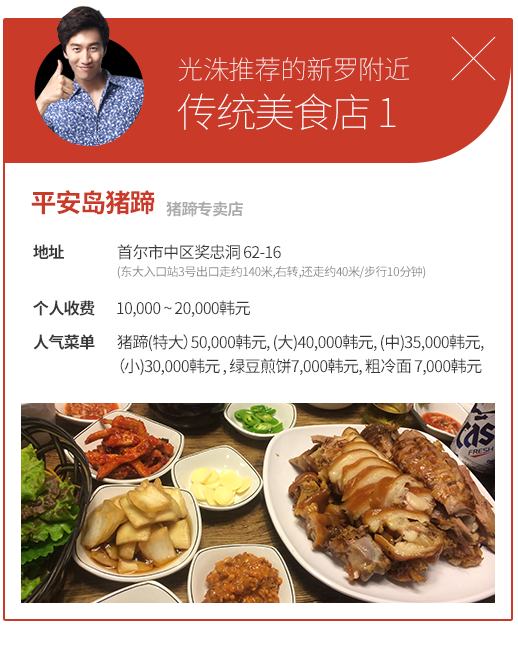 光洙推荐的新罗附近
传统美食店 1
平安岛猪蹄 猪蹄专卖店
地址 首尔市中区奖忠洞 62-16
(东大入口站3号出口走约140米,右转,还走约40米/步行10分钟)
个人收费 10,000 ~ 20,000韩元
人气菜单 猪蹄(特大) 50,000韩元, (大)40,000韩元, (中)35,000韩元,
(小)30,000韩元 , 绿豆煎饼7,000韩元, 粗冷面 7,000韩元
FRESH